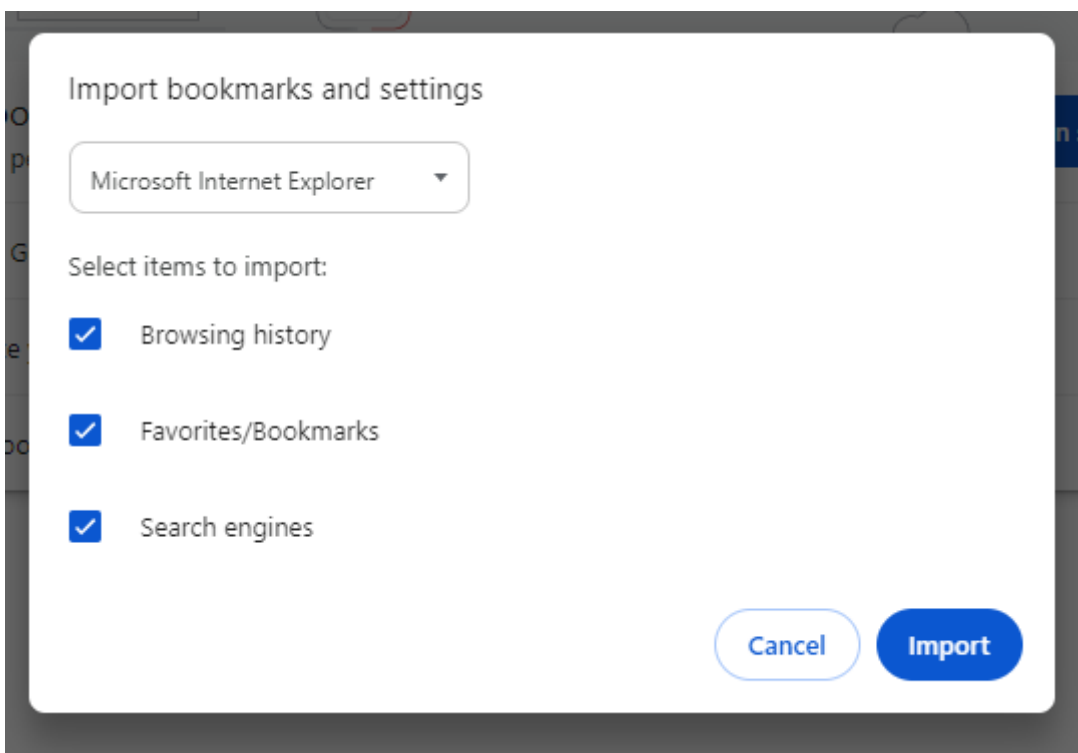 Import bookmarks and settings
Microsoft Internet Explorer
Select items to import:
Browsing history
Favorites/Bookmarks
Search engines
Cancel
Import